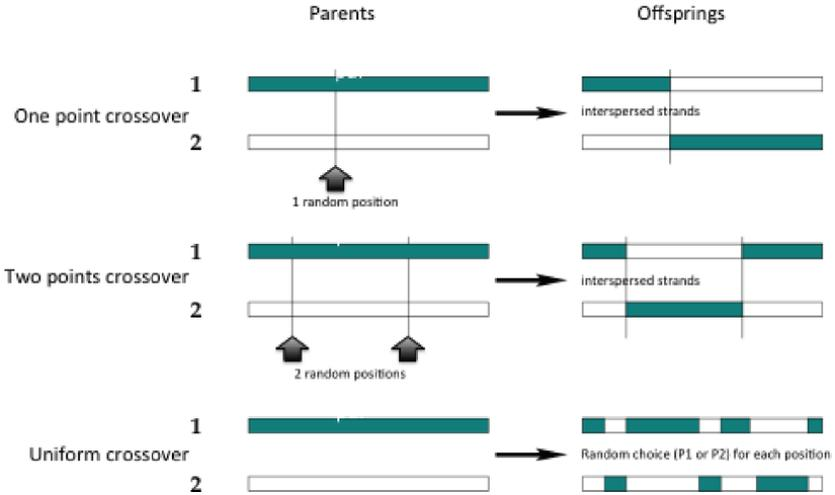 Parents
Offsprings
1
One point crossover
interspersed strands
2
1 random position
1
Two points crossover
interspersed strands
2
2 random positions
1
Uniform crossover
Random choice (P1 or P2) for each position
2